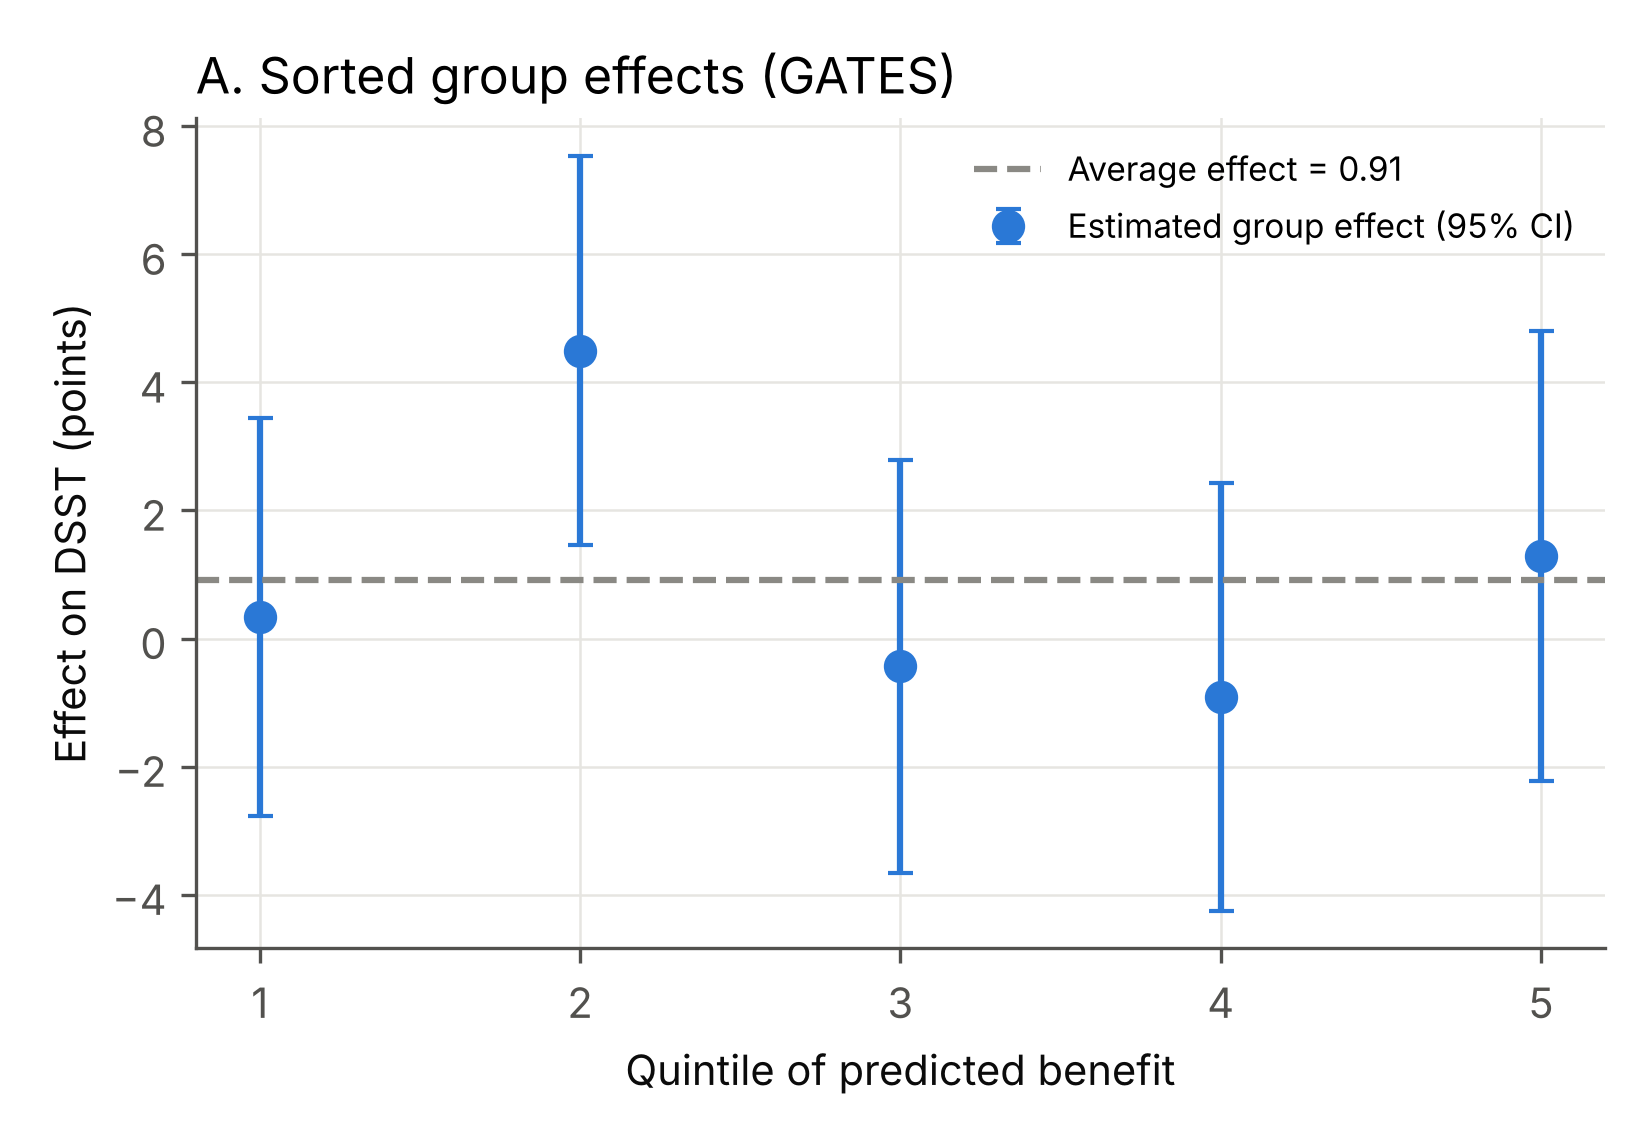 A. Sorted group effects (GATES)
Average effect = 0.91
Estimated group effect (95% CI)
Effect on DSST (points)
8
6
4
2
0
−2
−4
1 2 3 4 5
Quintile of predicted benefit